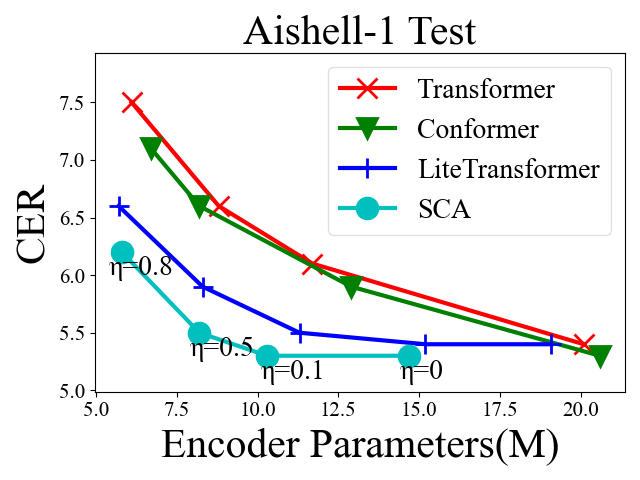 Aishell-1 Test
Transformer
Conformer
LiteTransformer
SCA
CER
7.5
7.0
6.5
6.0
5.5
5.0
η=0.8
η=0.5
η=0.1
η=0
5.0
7.5
10.0
12.5
15.0
17.5
20.0
Encoder Parameters(M)